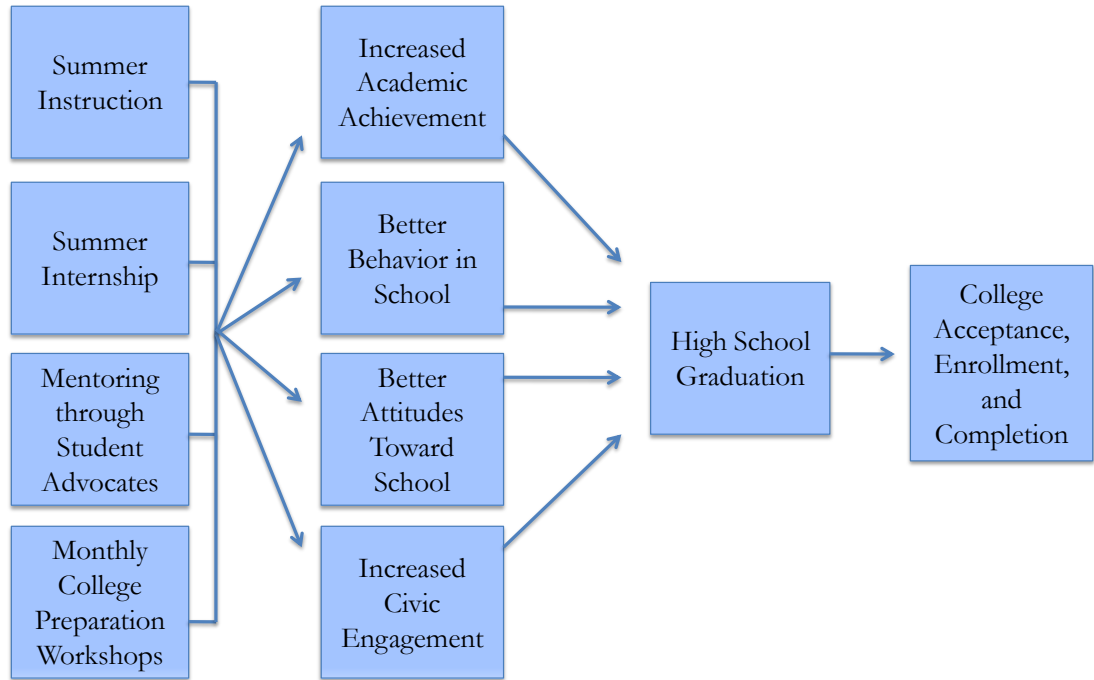 Summer
Instruction
Summer
Internship
Mentoring
through
Student
Advocates
Monthly
College
Preparation
Workshops
Increased
Academic
Achievement
Better
Behavior in
School
Better
Attitudes
Toward
School
Increased
Civic
Engagement
High School
Graduation
College
Acceptance,
Enrollment,
and
Completion